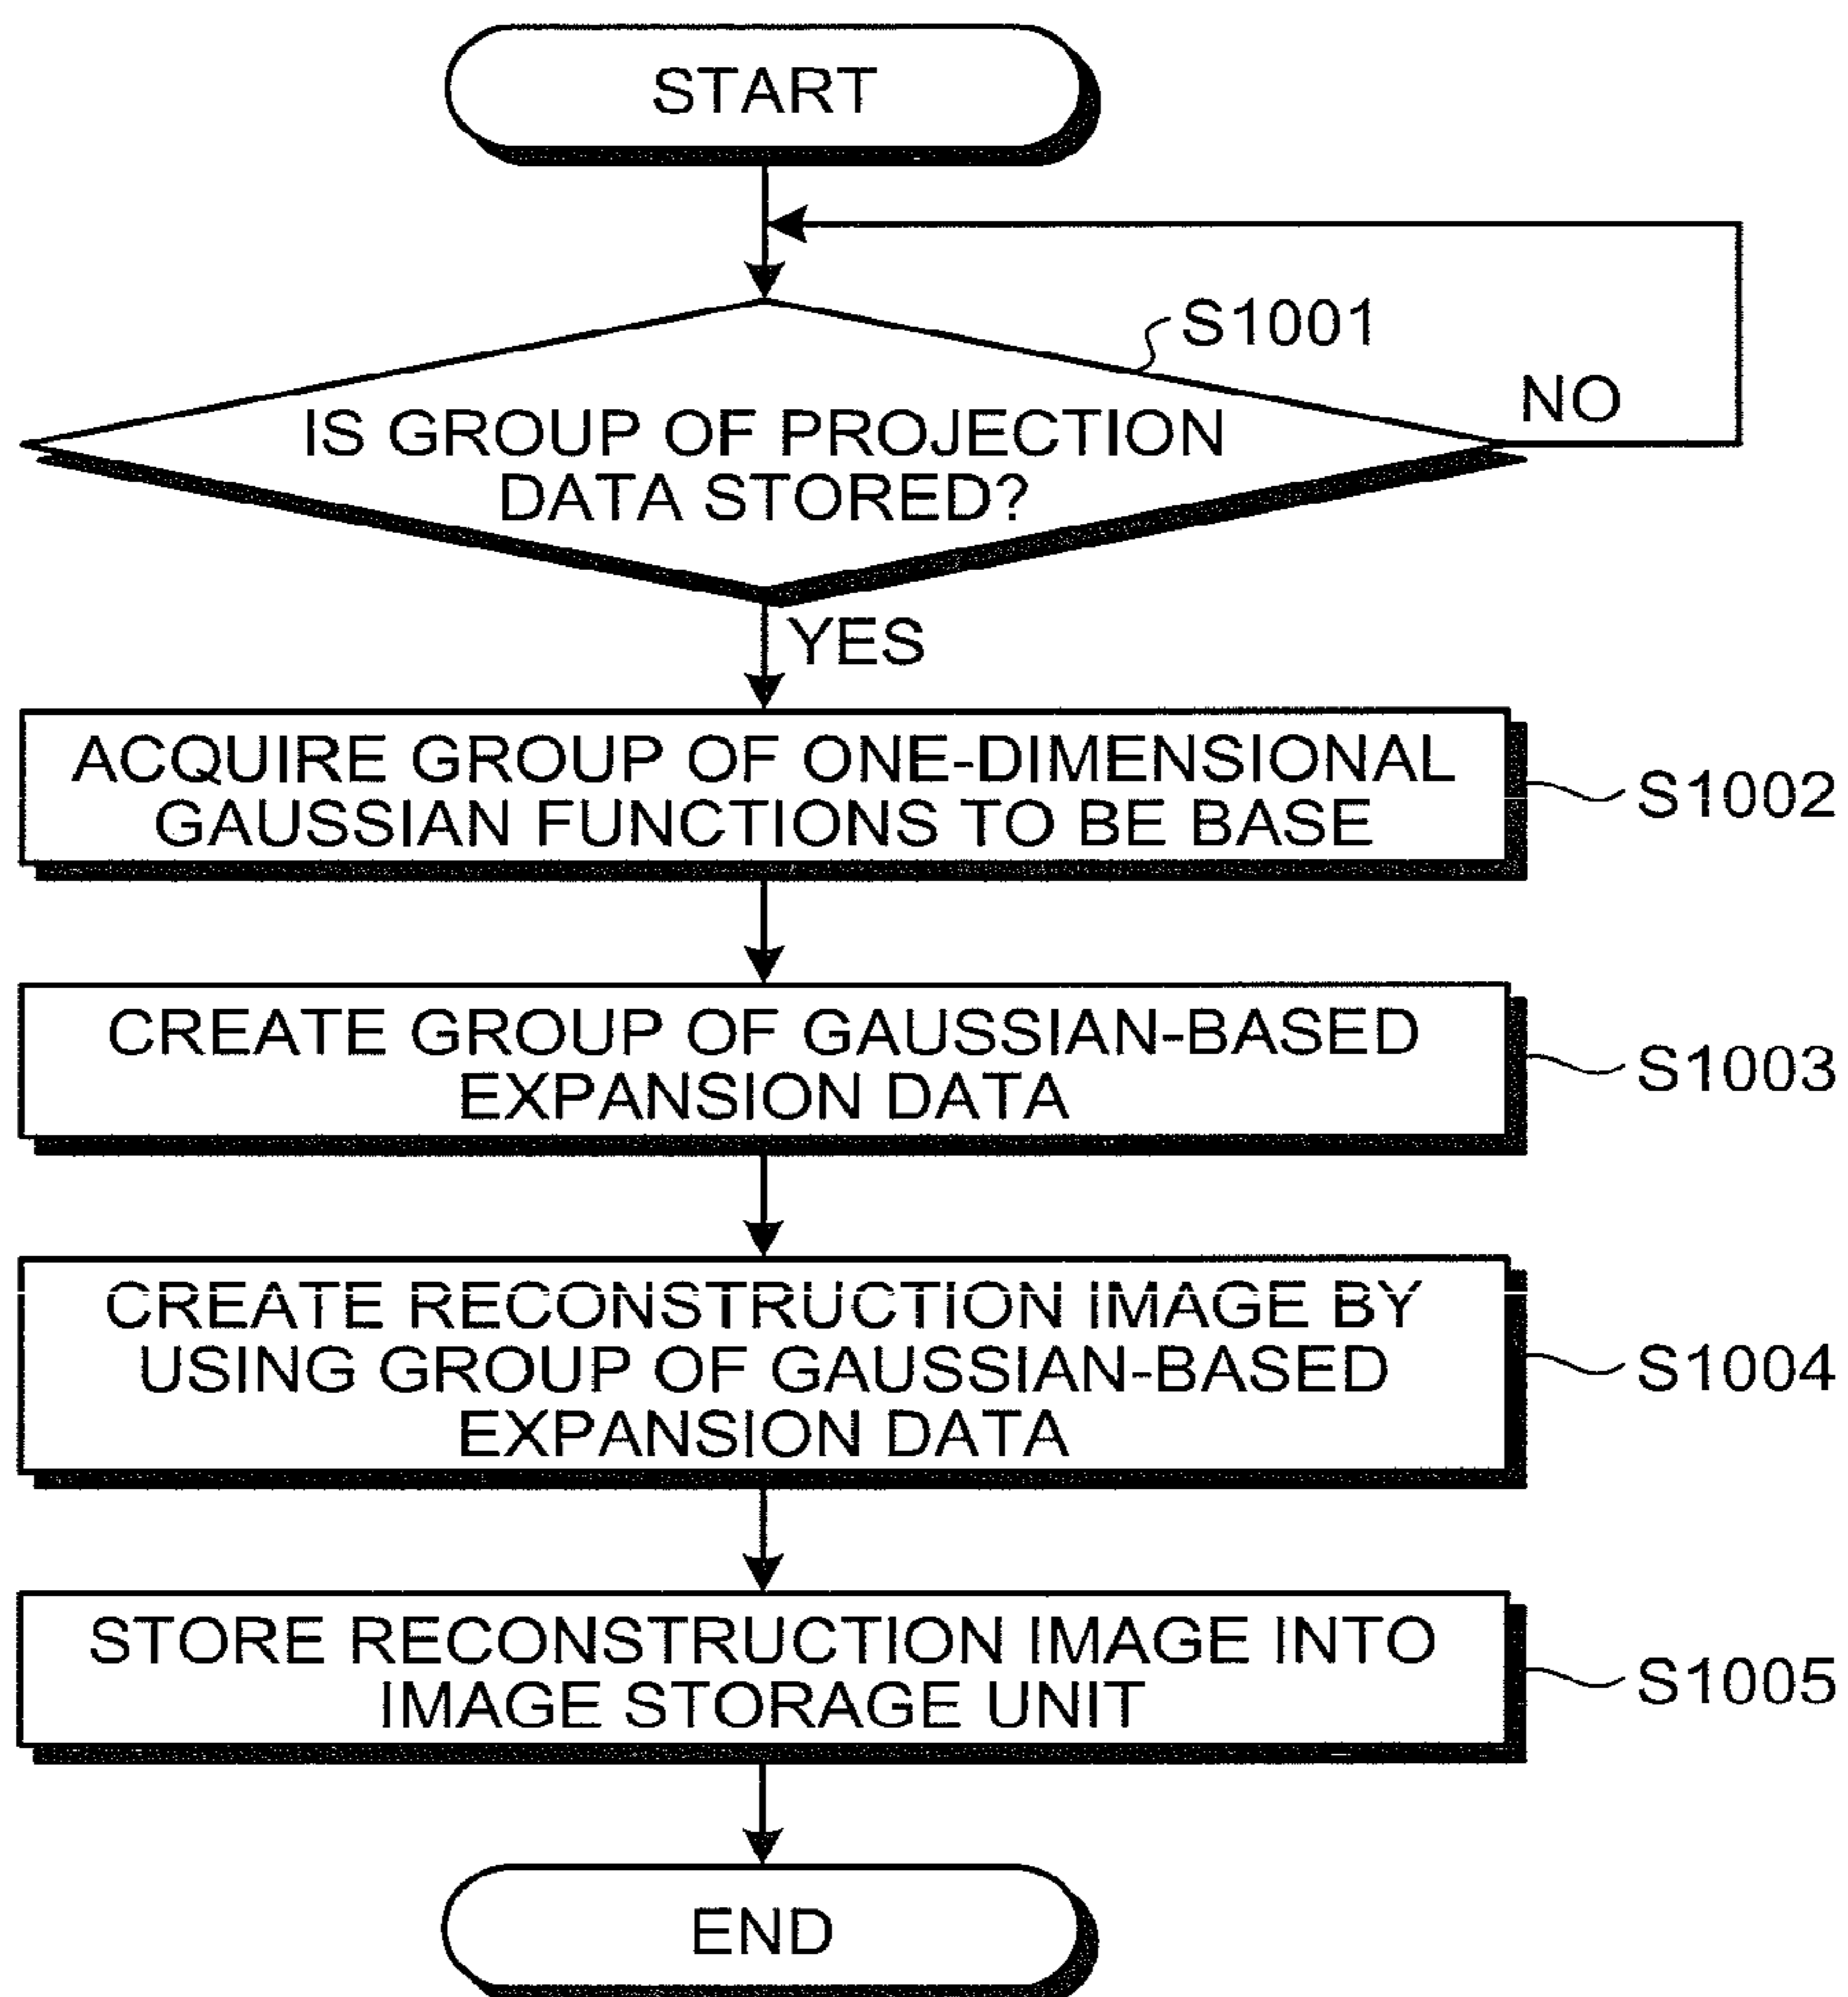 START
S1001
NO
IS GROUP OF PROJECTION
DATA STORED?
YES
ACQUIRE GROUP OF ONE-DIMENSIONAL
GAUSSIAN FUNCTIONS TO BE BASE
S1002
CREATE GROUP OF GAUSSIAN-BASED
EXPANSION DATA
S1003
CREATE RECONSTRUCTION IMAGE BY
USING GROUP OF GAUSSIAN-BASED
EXPANSION DATA
S1004
STORE RECONSTRUCTION IMAGE INTO
IMAGE STORAGE UNIT
S1005
END